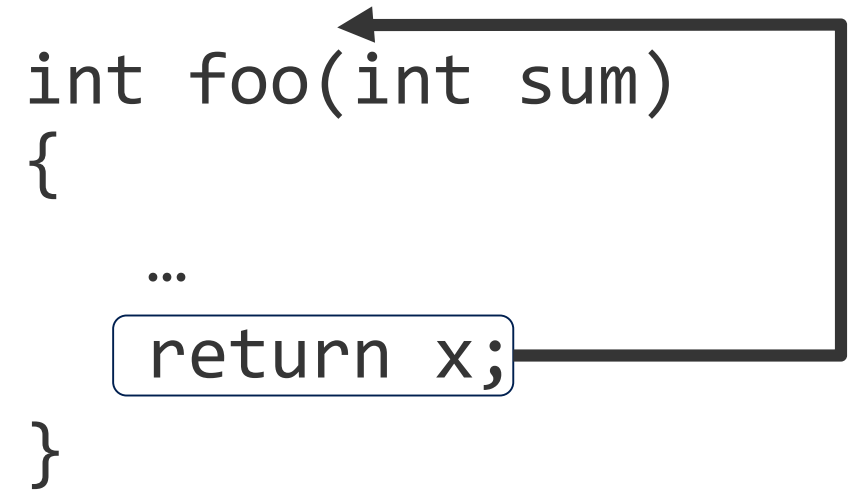 int foo(int sum)
{
…
return x;
}